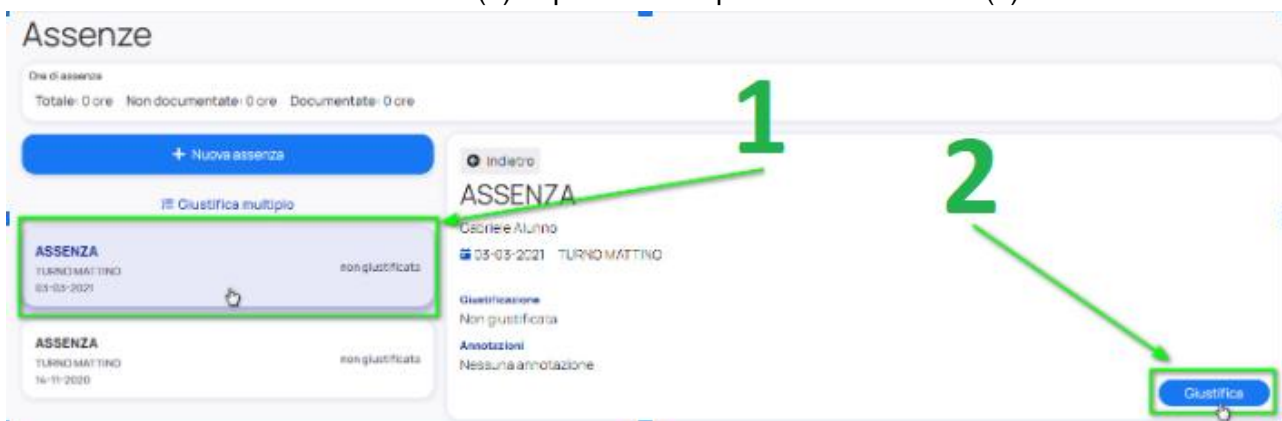 Assenze
Ore di assenza
Totale: 0 ore Non documentate: 0 ore Documentate: 0 ore
1
2
+ Nuova assenza
Giustifica multiplo
ASSENZA
TURNO MATTINO
03-03-2021
non giustificata
ASSENZA
TURNO MATTINO
14-11-2020
non giustificata
Indietro
ASSENZA
Gabriele Alunno
03-03-2021 TURNO MATTINO
Giustificazione
Non giustificata
Annotazioni
Nessuna annotazione
Giustifica